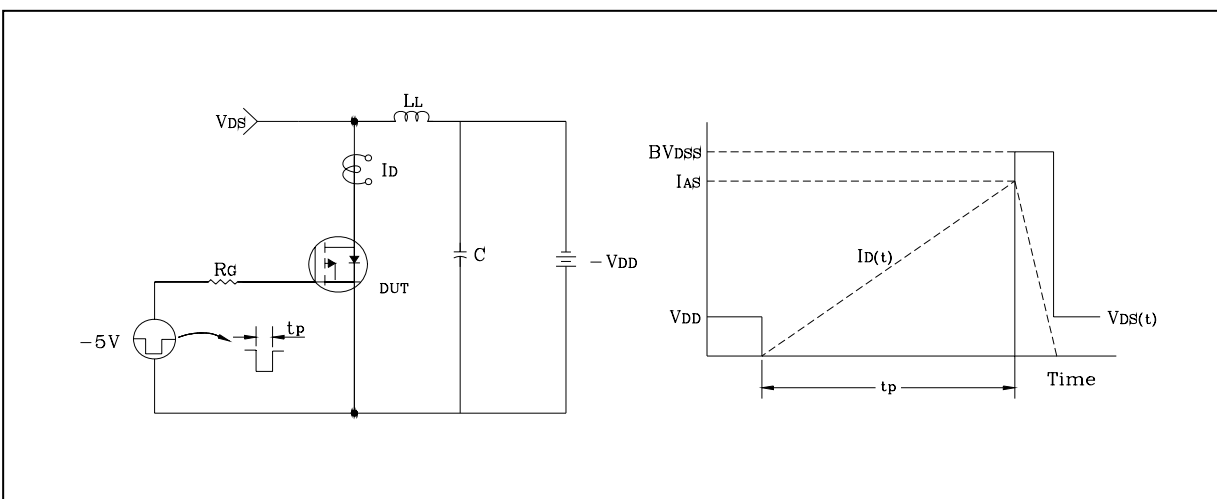 LL
VDS
ID
RG
C
-VDD
DUT
tp
-5V
BVDSS
IAS
ID(t)
VDD
VDS(t)
Time
tp